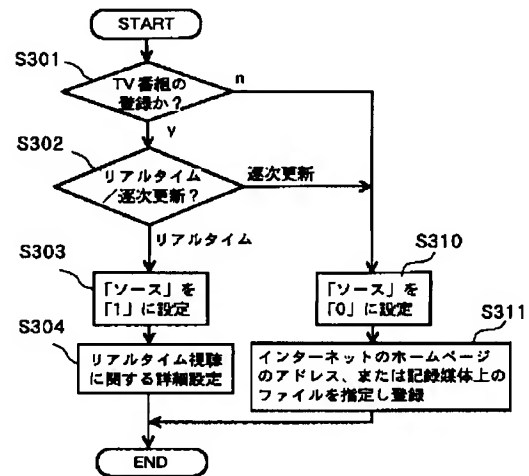 START
S301
TV番組の
登録か？
n
y
S302
リアルタイム
／逐次更新？
逐次更新
リアルタイム
S303
「ソース」を
「1」に設定
S304
リアルタイム視聴
に関する詳細設定
S310
「ソース」を
「0」に設定
S311
インターネットのホームページ
のアドレス、または記録媒体上の
ファイルを指定し登録
END